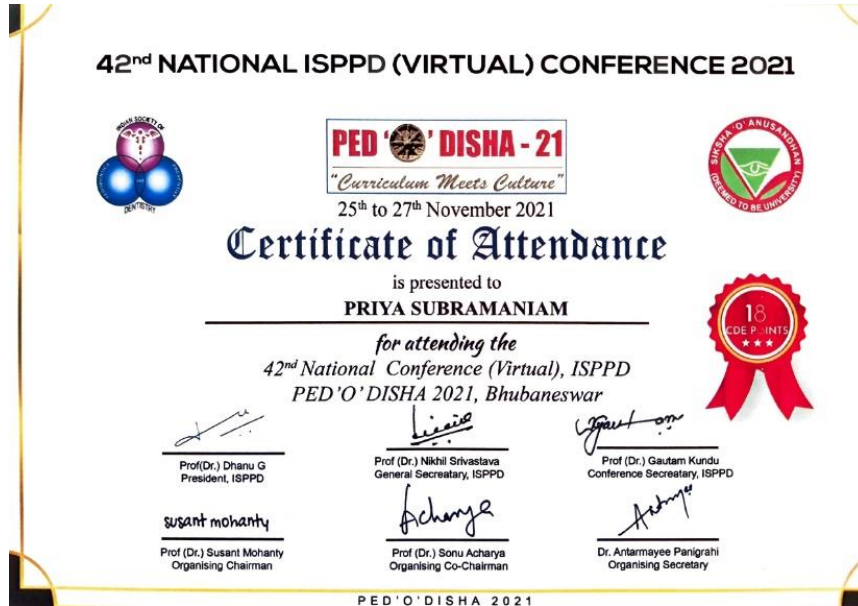 42nd NATIONAL ISPPD (VIRTUAL) CONFERENCE 2021
INDIAN SOCIETY OF
DENTISTRY
PED 'O' DISHA - 21
"Curriculum Meets Culture"
SIKSHA 'O' ANUSANDHAN
(DEEMED TO BE UNIVERSITY)
25th to 27th November 2021
Certificate of Attendance
is presented to
PRIYA SUBRAMANIAM
18
CDE POINTS
for attending the
42nd National Conference (Virtual), ISPPD
PED'O'DISHA 2021, Bhubaneswar
Prof(Dr.) Dhanu G
President, ISPPD
Prof (Dr.) Nikhil Srivastava
General Secreatary, ISPPD
Prof (Dr.) Gautam Kundu
Conference Secreatary, ISPPD
susant mohanty
Acharya
Prof (Dr.) Susant Mohanty
Organising Chairman
Prof (Dr.) Sonu Acharya
Organising Co-Chairman
Dr. Antarmayee Panigrahi
Organising Secretary
PED'O'DISHA 2021